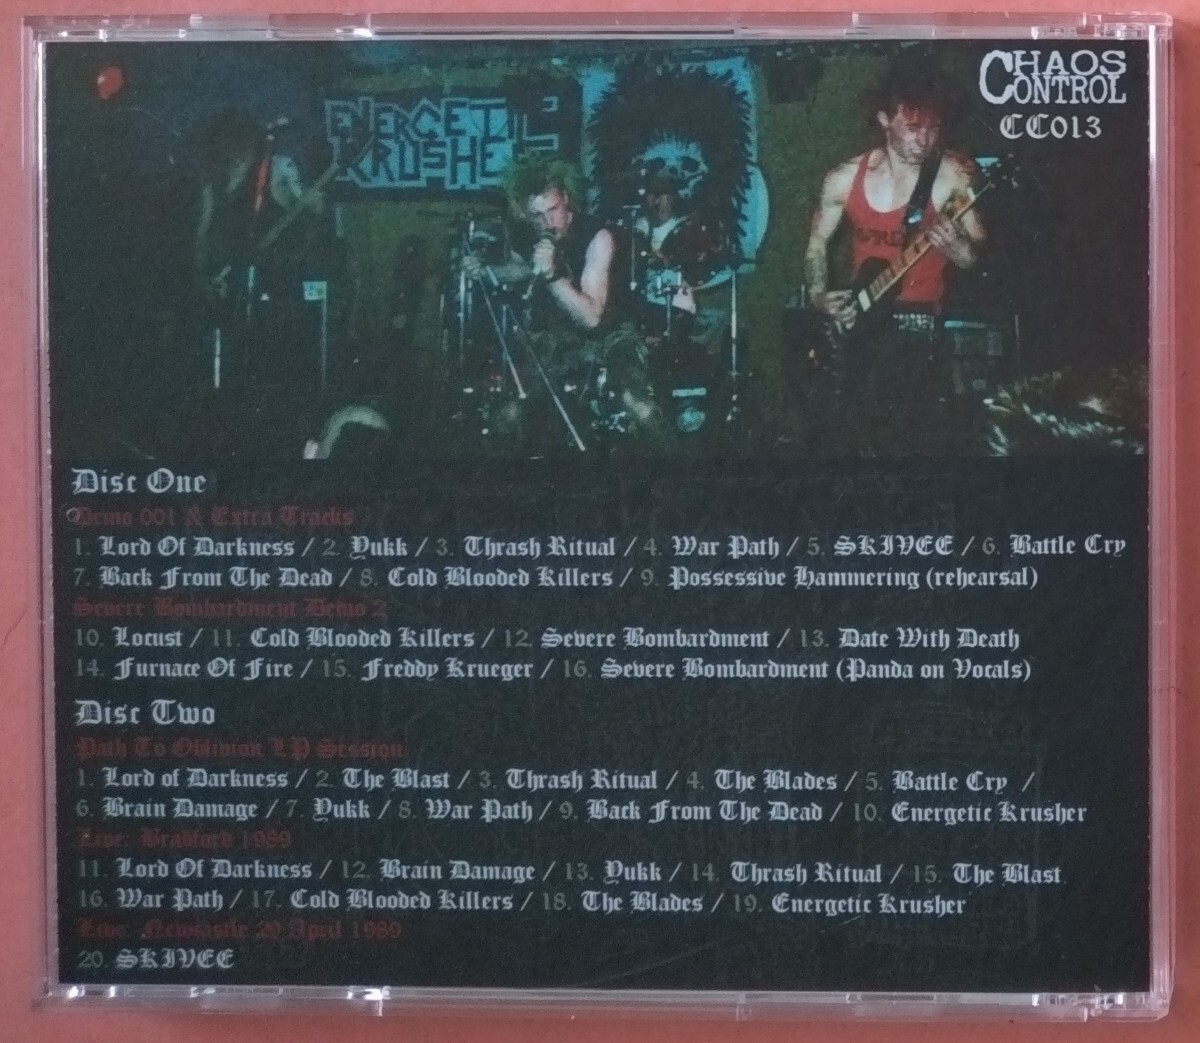 ENERGETIC
KRUSHE
CHAOS
CONTROL
CC013
Disc One
Demo 001 & Extra Tracks
1. Lord Of Darkness / 2. Yukk / 3. Thrash Ritual / 4. War Path / 5. SKIVEE / 6. Battle Cry
7. Back From The Dead / 8. Cold Blooded Killers / 9. Possessive Hammering (rehearsal)
Severe Bombardment Demo 2
10. Locust / 11. Cold Blooded Killers / 12. Severe Bombardment / 13. Date With Death
14. Furnace Of Fire / 15. Freddy Krueger / 16. Severe Bombardment (Panda on Vocals)
Disc Two
Path To Oblivion LP Session
1. Lord of Darkness / 2. The Blast / 3. Thrash Ritual / 4. The Blades / 5. Battle Cry /
6. Brain Damage / 7. Yukk / 8. War Path / 9. Back From The Dead / 10. Energetic Krusher
Live: Bradford 1989
11. Lord Of Darkness / 12. Brain Damage / 13. Yukk / 14. Thrash Ritual / 15. The Blast
16. War Path / 17. Cold Blooded Killers / 18. The Blades / 19. Energetic Krusher
Live: Newcastle 20 April 1989
20. SKIVEE